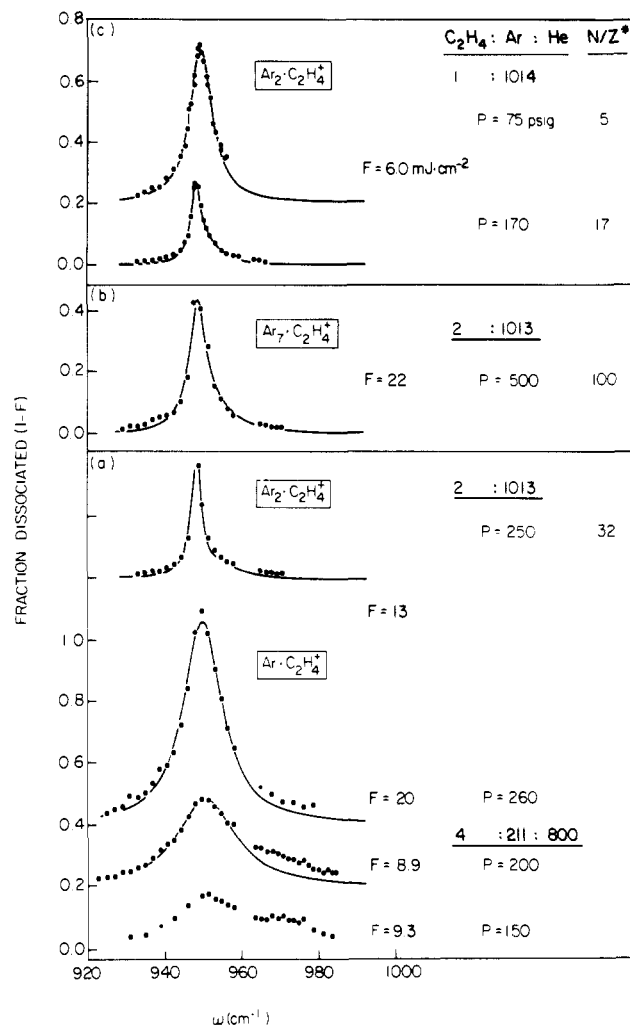 (c)
C₂H₄ : Ar : He N/Z*
Ar₂·C₂H₄⁺
1 : 1014
P = 75 psig 5
F = 6.0 mJ·cm⁻²
P = 170 17
0.8
0.6
0.4
0.2
0.0
(b)
Ar₇·C₂H₄⁺
2 : 1013
F = 22 P = 500 100
0.4
0.2
0.0
(a)
Ar₂·C₂H₄⁺
2 : 1013
P = 250 32
F = 13
Ar·C₂H₄⁺
F = 20 P = 260
4 : 211 : 800
F = 8.9 P = 200
F = 9.3 P = 150
1.0
0.8
0.6
0.4
0.2
0.0
920 940 960 980 1000
ω(cm⁻¹)
FRACTION DISSOCIATED (1-F)